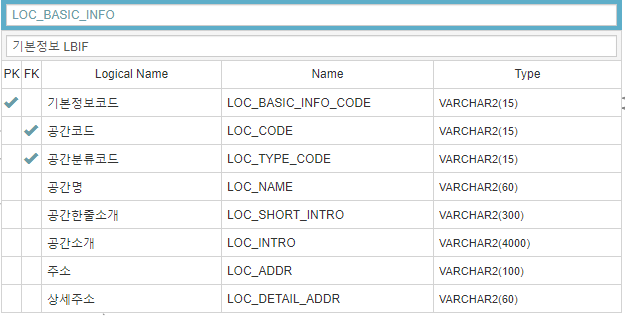 LOC_BASIC_INFO
기본정보 LBIF
PK FK Logical Name Name Type
기본정보코드 LOC_BASIC_INFO_CODE VARCHAR2(15)
공간코드 LOC_CODE VARCHAR2(15)
공간분류코드 LOC_TYPE_CODE VARCHAR2(15)
공간명 LOC_NAME VARCHAR2(60)
공간한줄소개 LOC_SHORT_INTRO VARCHAR2(300)
공간소개 LOC_INTRO VARCHAR2(4000)
주소 LOC_ADDR VARCHAR2(100)
상세주소 LOC_DETAIL_ADDR VARCHAR2(60)